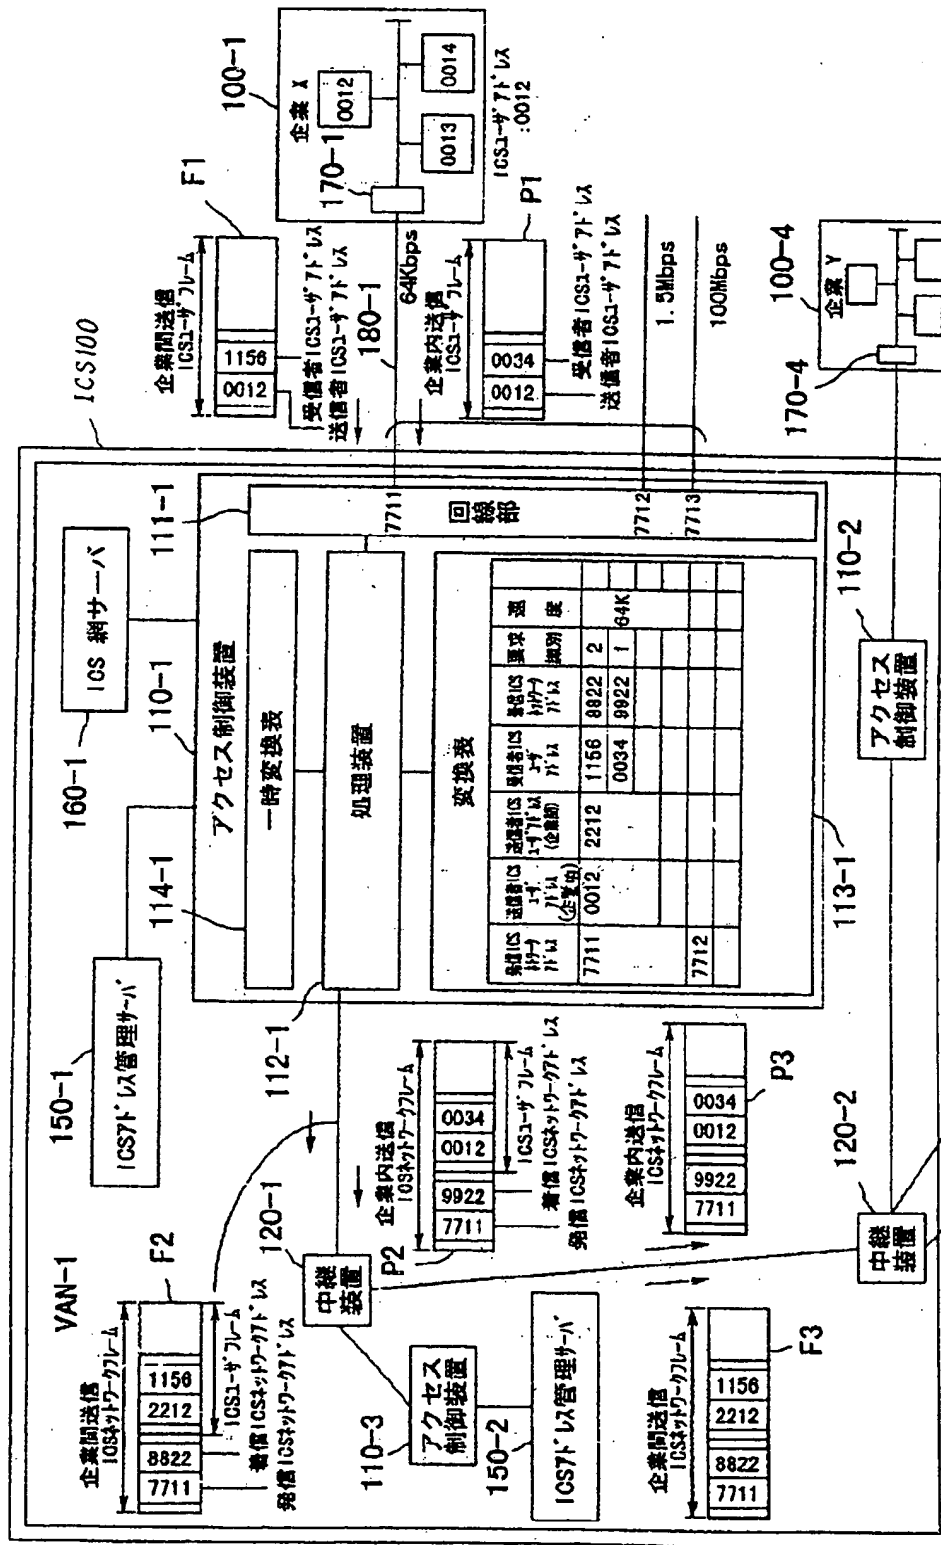 ICS100
VAN-1
150-1
ICSアドレス管理サーバ
160-1
ICS 網サーバ
110-1
アクセス制御装置
114-1
一時変換表
112-1
処理装置
111-1
回線部
7711
7712
7713
113-1
変換表
発信ICS
ネットワーク
アドレス
送信者ICS
ユーザ
アドレス
(企業内)
送信者ICS
ユーザアドレス
(企業間)
受信者ICS
ユーザ
アドレス
着信ICS
ネットワーク
アドレス
要求
識別
速
度
7711
0012
2212
1156
8822
2
0034
9922
1
64K
7712
F1
企業間送信
ICSユーザフレーム
0012
1156
受信者ICSユーザアドレス
送信者ICSユーザアドレス
180-1
64Kbps
P1
企業内送信
ICSユーザフレーム
0012
0034
受信者ICSユーザアドレス
送信者ICSユーザアドレス
1.5Mbps
100Mbps
100-1
企業 X
170-1
0012
0013
0014
ICSユーザアドレス
:0012
100-4
企業 Y
170-4
110-2
アクセス
制御装置
F2
企業間送信
ICSネットワークフレーム
7711
8822
2212
1156
ICSユーザフレーム
着信ICSネットワークアドレス
発信ICSネットワークアドレス
120-1
中継
装置
P2
企業内送信
ICSネットワークフレーム
7711
9922
0012
0034
ICSユーザフレーム
着信ICSネットワークアドレス
発信ICSネットワークアドレス
110-3
アクセス
制御装置
150-2
ICSアドレス管理サーバ
P3
企業内送信
ICSネットワークフレーム
7711
9922
0012
0034
120-2
中継
装置
F3
企業間送信
ICSネットワークフレーム
7711
8822
2212
1156